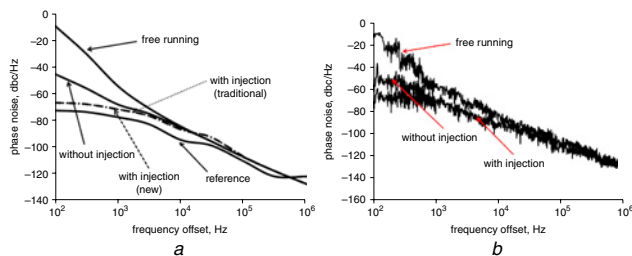 0
–20
–40
–60
–80
–100
–120
–140
phase noise, dbc/Hz
free running
with injection
(traditional)
without injection
with injection
(new)
reference
10²
10³
10⁴
10⁵
10⁶
frequency offset, Hz
a
0
–20
–40
–60
–80
–100
–120
–140
–160
phase noise, dbc/Hz
free running
without injection
with injection
10²
10³
10⁴
10⁵
10⁶
frequency offset, Hz
b